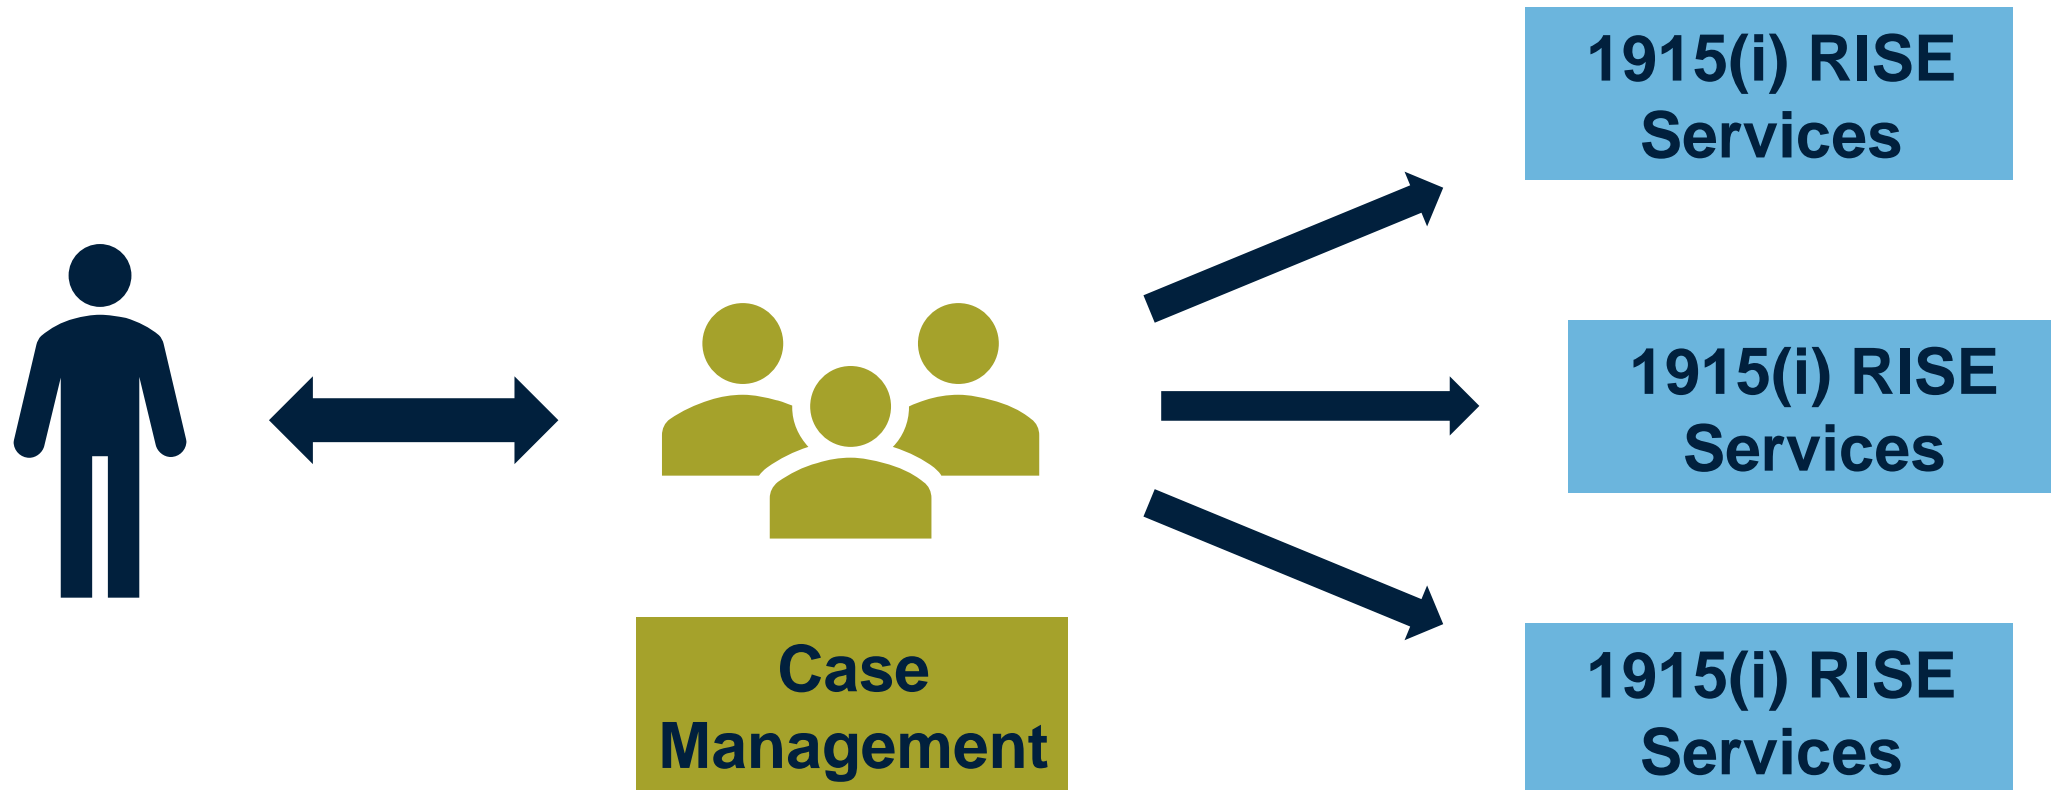 1915(i) RISE
Services
1915(i) RISE
Services
Case
Management
1915(i) RISE
Services